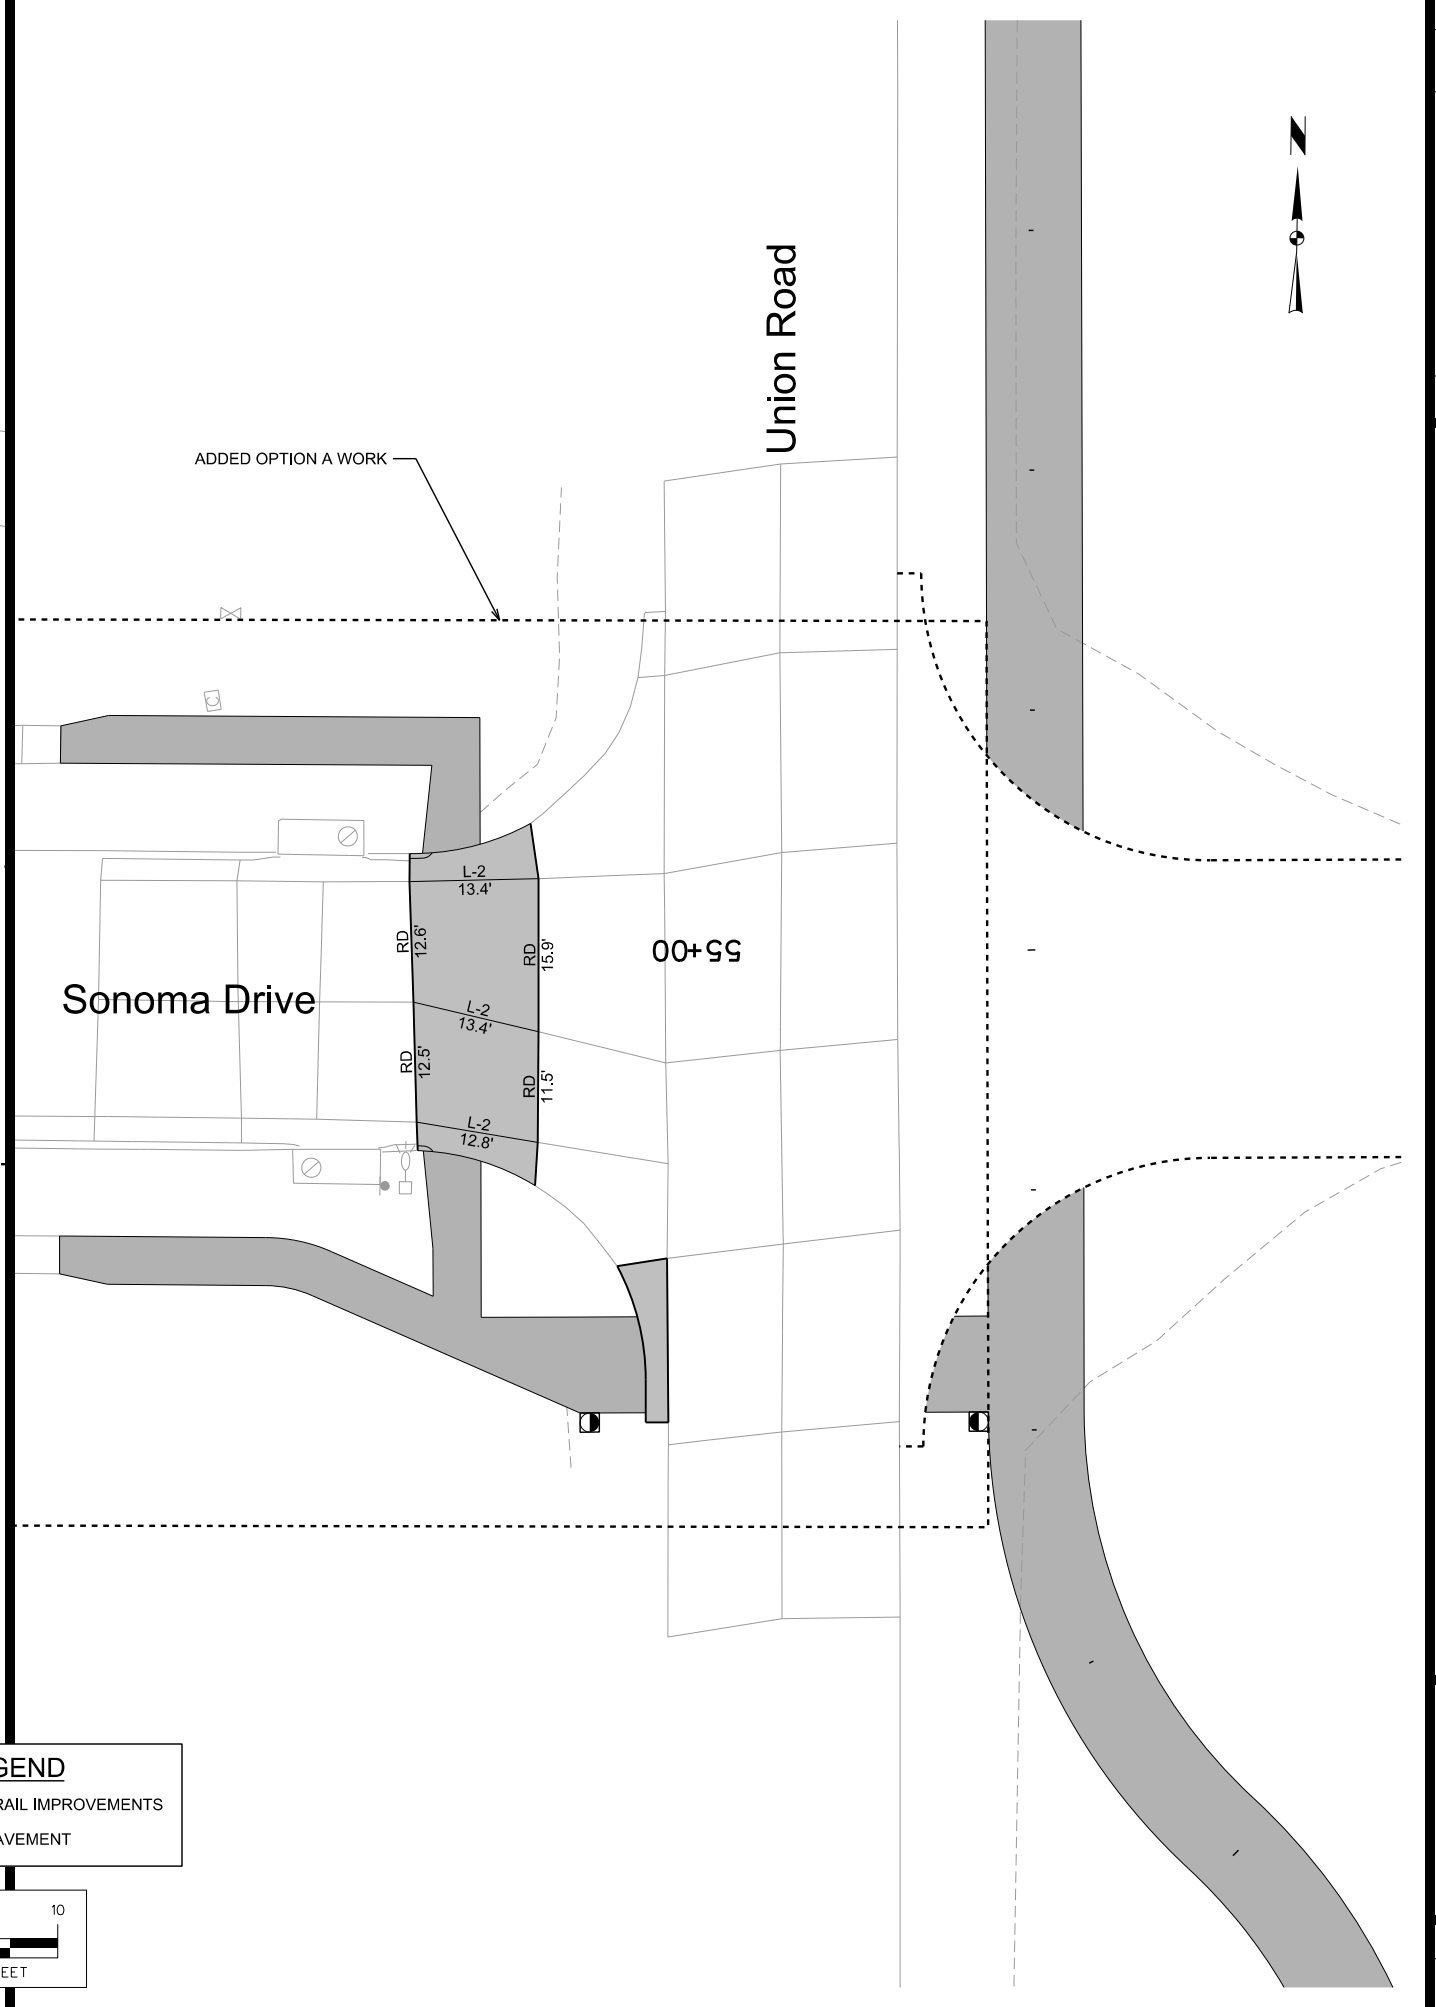 N
Union Road
ADDED OPTION A WORK
C
L-2
13.4'
RD
12.6'
RD
15.9'
55+00
Sonoma Drive
L-2
13.4'
RD
12.5'
RD
11.5'
L-2
12.8'
GEND
RAIL IMPROVEMENTS
AVEMENT
10
EET